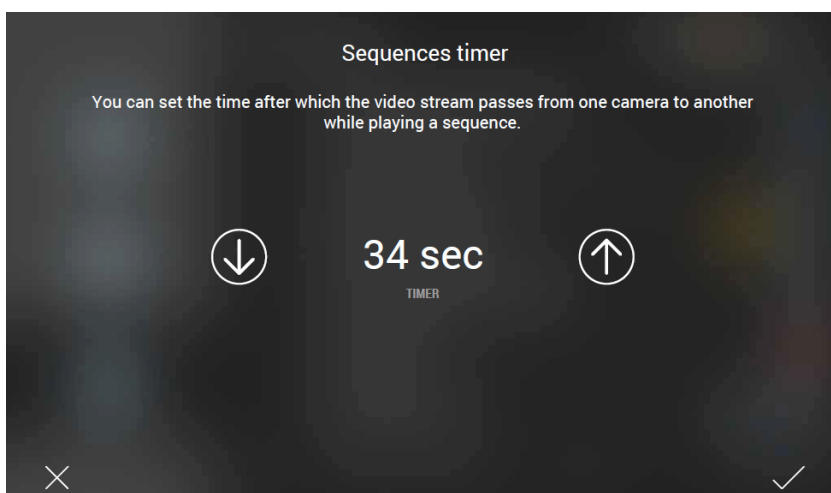 Sequences timer
You can set the time after which the video stream passes from one camera to another
while playing a sequence.
34 sec
TIMER